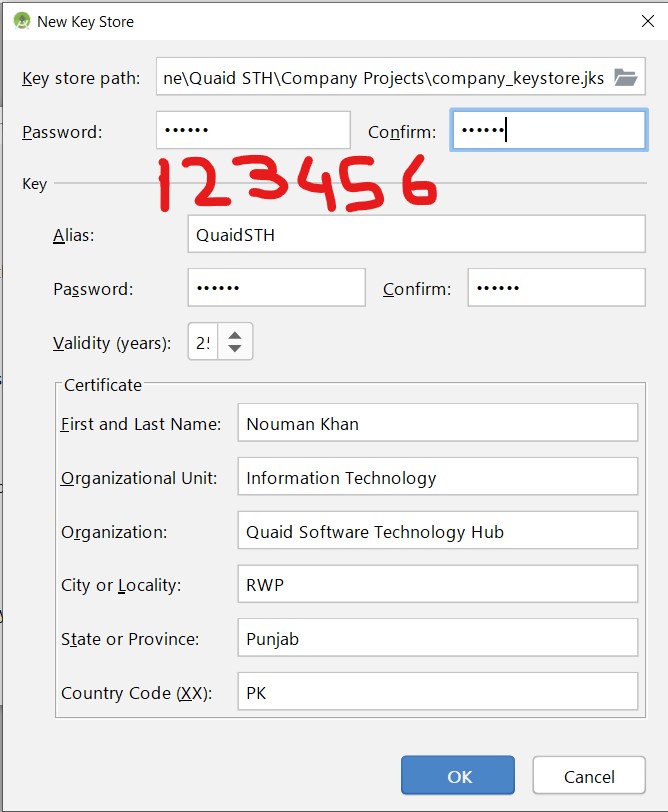 New Key Store
Key store path: ne\Quaid STH\Company Projects\company_keystore.jks
Password: •••••• Confirm: ••••••
123456
Key
Alias: QuaidSTH
Password: •••••• Confirm: ••••••
Validity (years): 25
Certificate
First and Last Name: Nouman Khan
Organizational Unit: Information Technology
Organization: Quaid Software Technology Hub
City or Locality: RWP
State or Province: Punjab
Country Code (XX): PK
OK Cancel